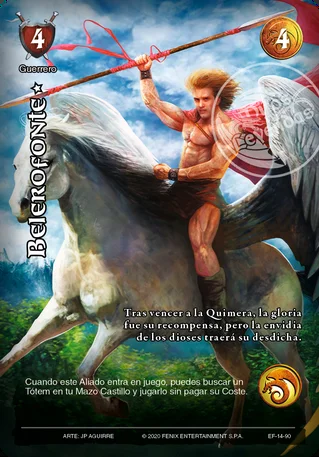 4
4
Guerrero
Belerofonte
Tras vencer a la Quimera, la gloria
fue su recompensa, pero la envidia
de los dioses traerá su desdicha.
Cuando este Aliado entra en juego, puedes buscar un
Tótem en tu Mazo Castillo y jugarlo sin pagar su Coste.
ARTE: JP AGUIRRE © 2020 FENIX ENTERTAINMENT S.P.A. EF-14-90